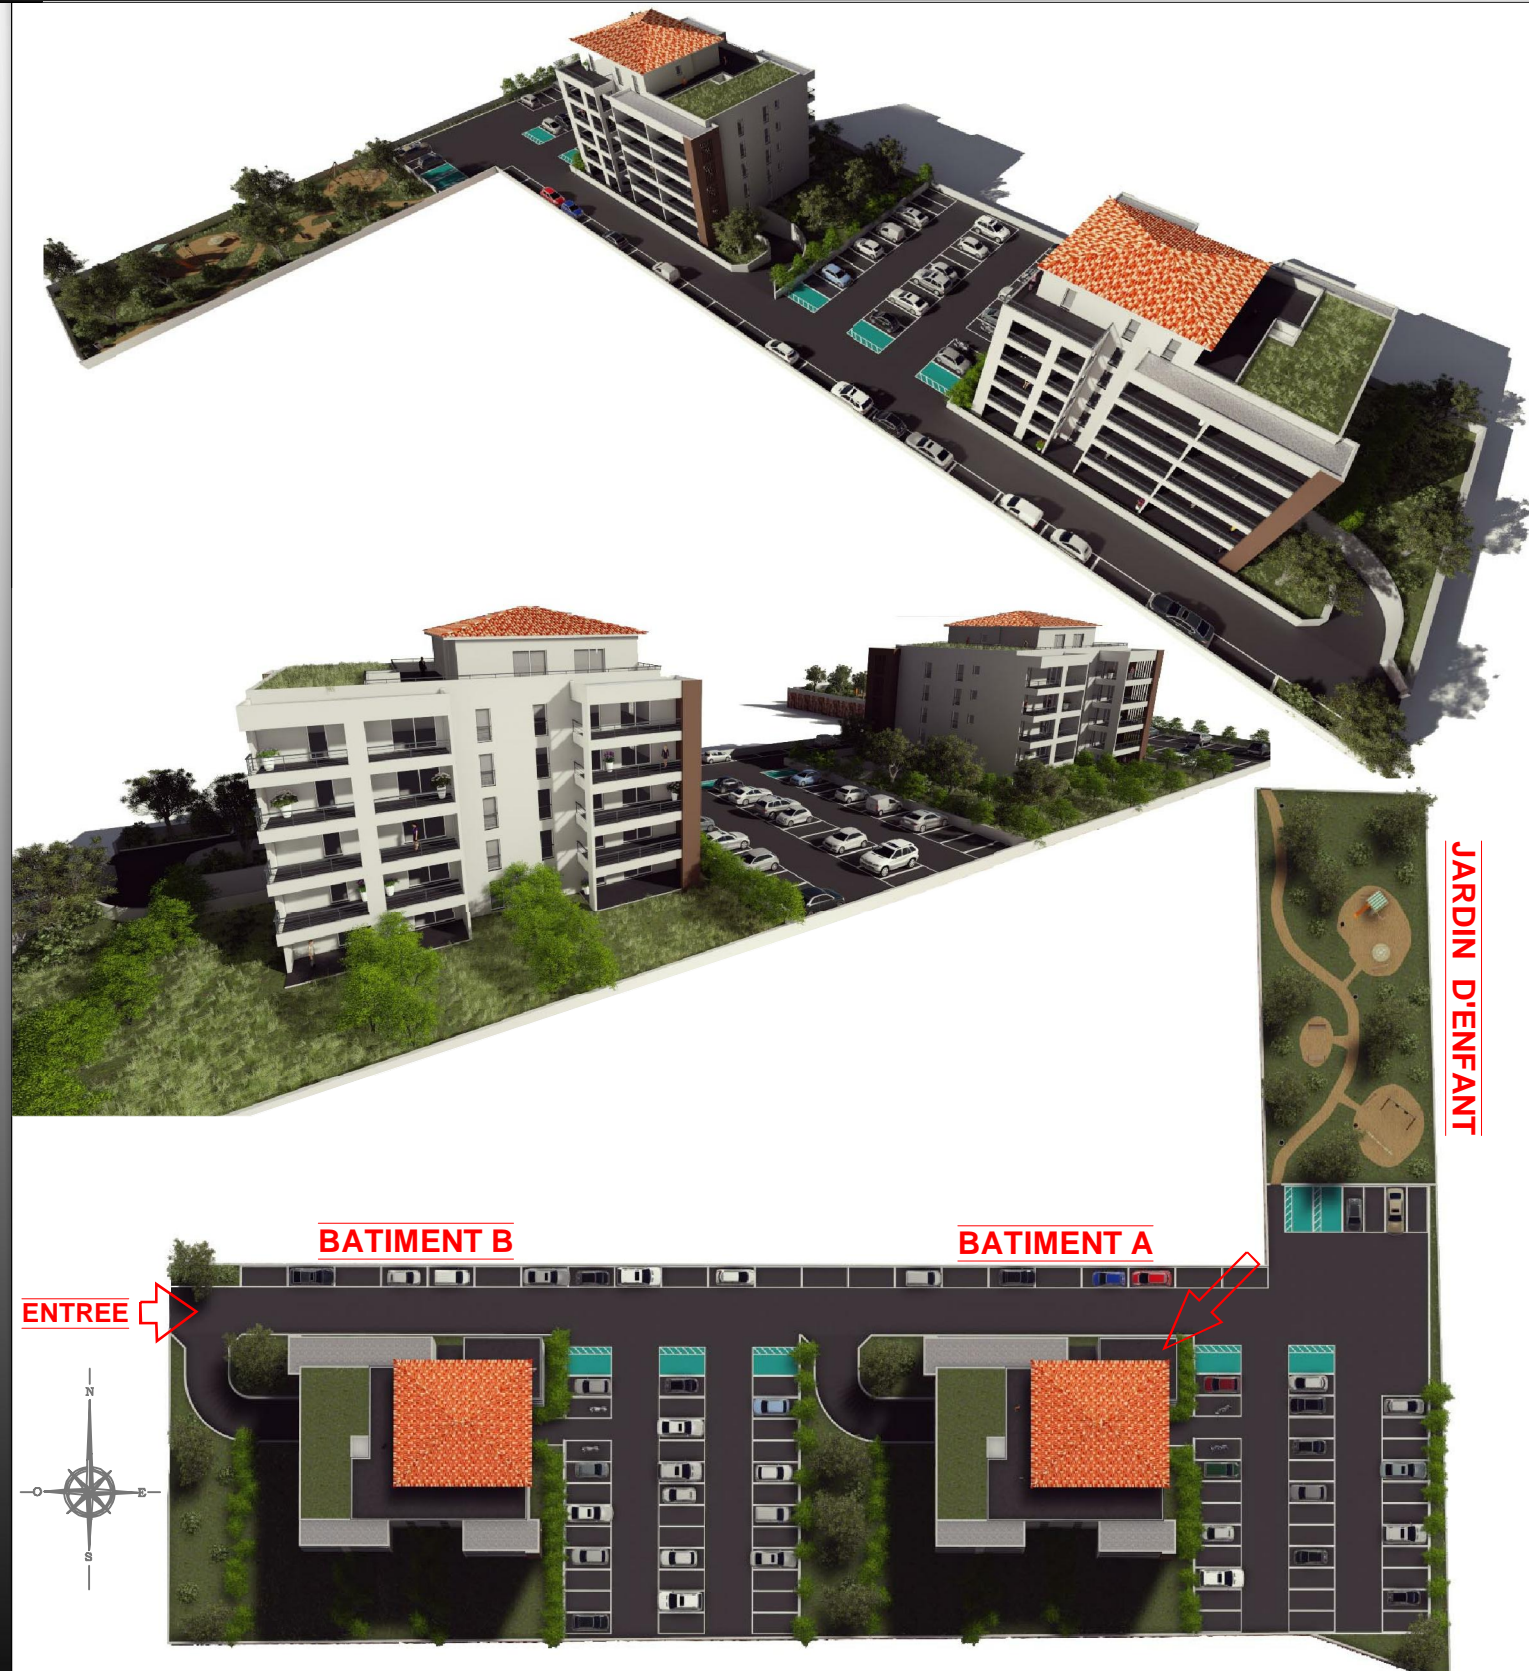 JARDIN D'ENFANT
BATIMENT B
BATIMENT A
ENTREE
N
O
E
S